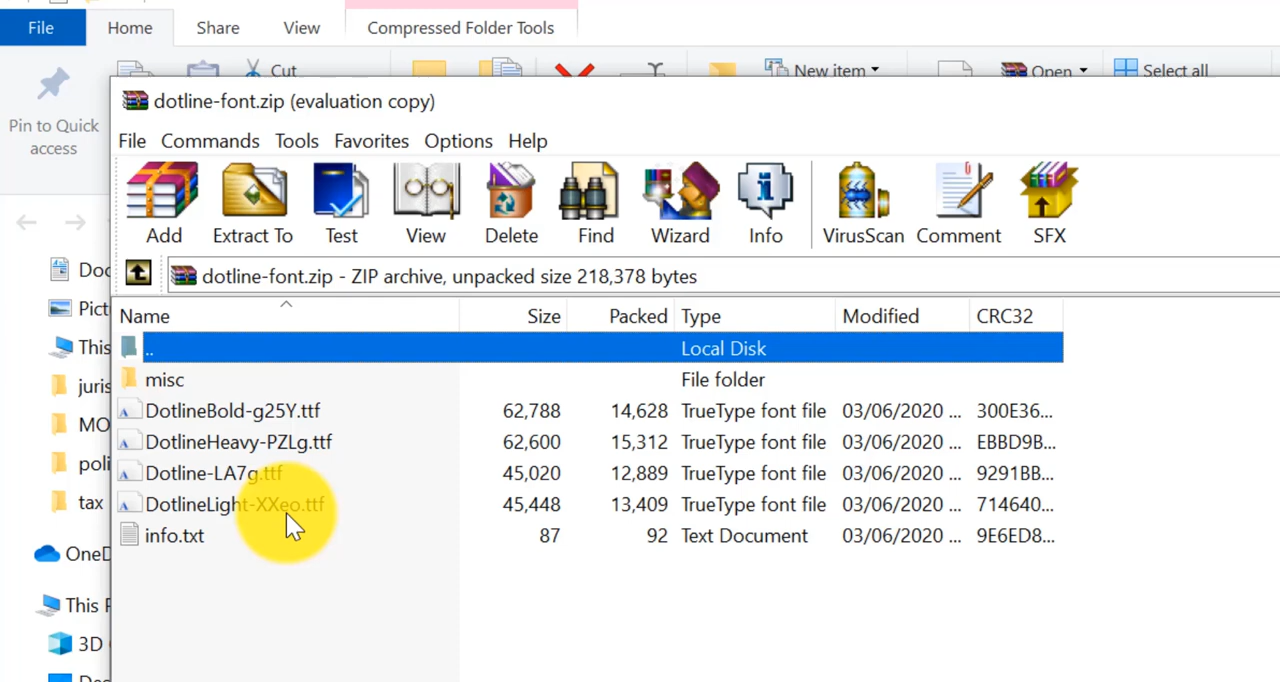 File Home Share View Compressed Folder Tools
Cut New item Open Select all
Pin to Quick
access
dotline-font.zip (evaluation copy)
File Commands Tools Favorites Options Help
Add Extract To Test View Delete Find Wizard Info VirusScan Comment SFX
dotline-font.zip - ZIP archive, unpacked size 218,378 bytes
Name Size Packed Type Modified CRC32
.. Local Disk
misc File folder
DotlineBold-g25Y.ttf 62,788 14,628 TrueType font file 03/06/2020 ... 300E36...
DotlineHeavy-PZLg.ttf 62,600 15,312 TrueType font file 03/06/2020 ... EBBD9B...
Dotline-LA7g.ttf 45,020 12,889 TrueType font file 03/06/2020 ... 9291BB...
DotlineLight-XXeo.ttf 45,448 13,409 TrueType font file 03/06/2020 ... 714640...
info.txt 87 92 Text Document 03/06/2020 ... 9E6ED8...
Doc
Pict
This
juris
MO
poli
tax
OneD
This P
3D